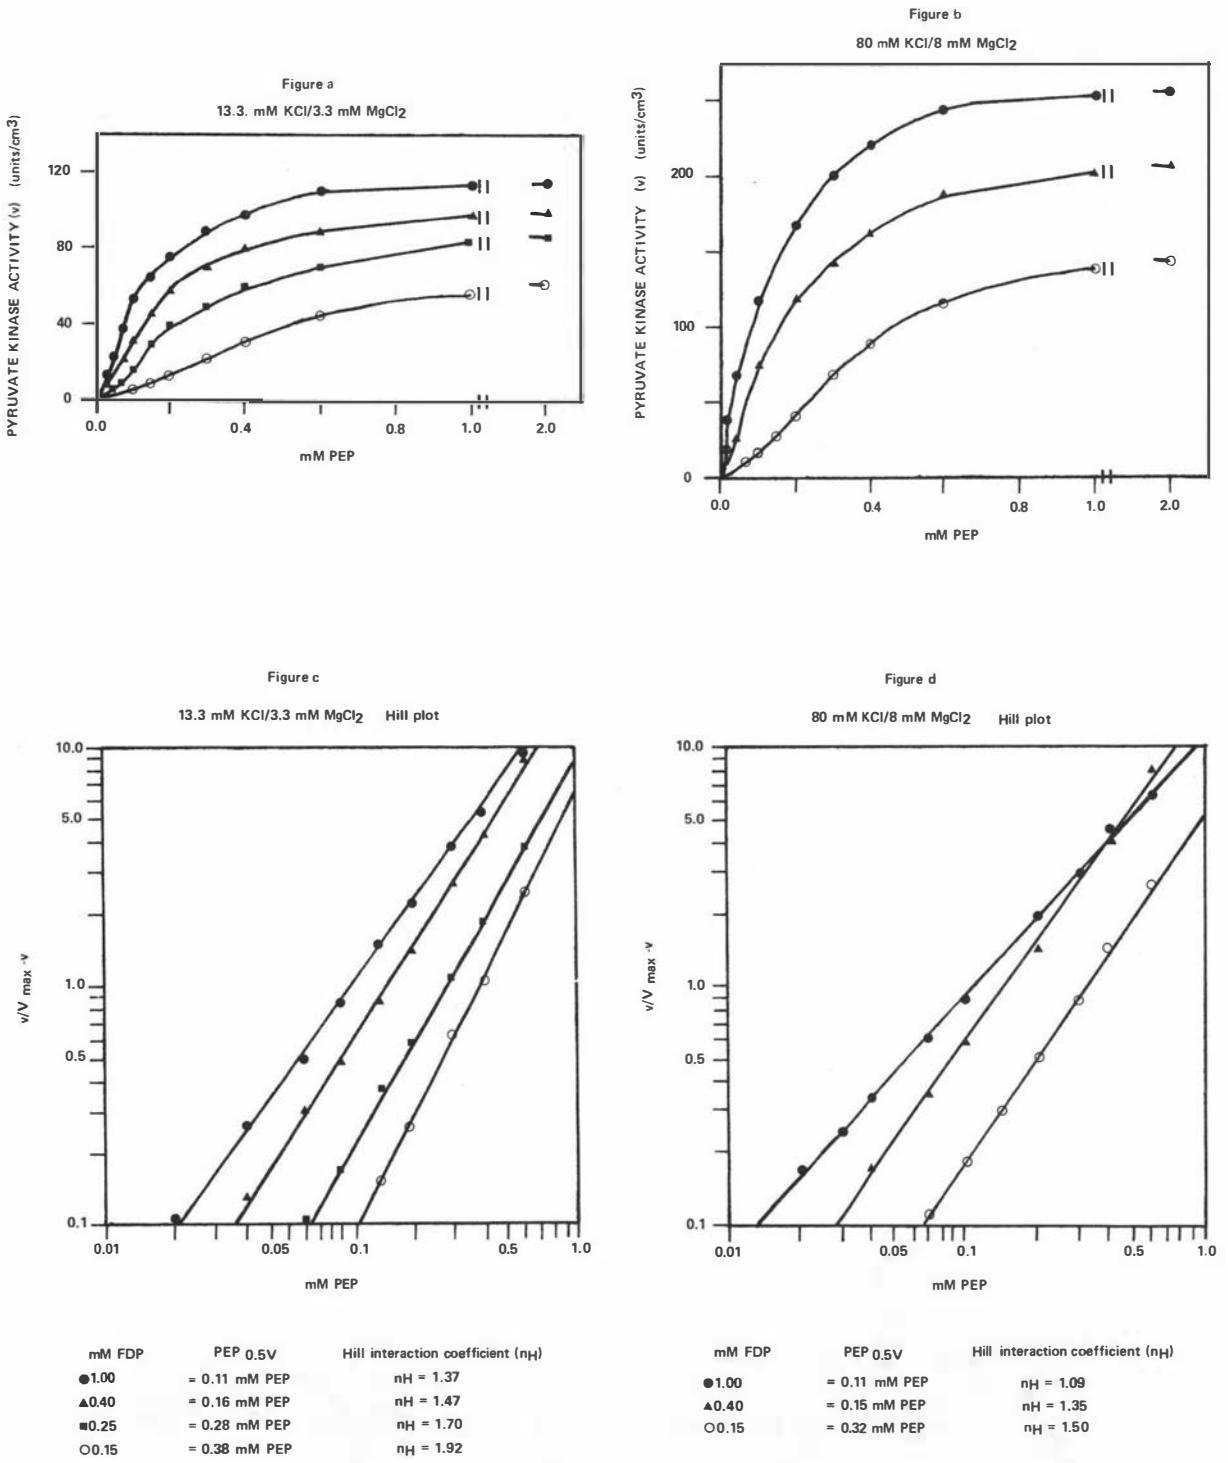 Figure a
13.3. mM KCl/3.3 mM MgCl2
PYRUVATE KINASE ACTIVITY (v) (units/cm3)
120
80
40
0
0.0
0.4
0.8
1.0
2.0
mM PEP
Figure b
80 mM KCl/8 mM MgCl2
PYRUVATE KINASE ACTIVITY (v) (units/cm3)
200
100
0
0.0
0.4
0.8
1.0
2.0
mM PEP
Figure c
13.3 mM KCl/3.3 mM MgCl2 Hill plot
v/V max -v
10.0
5.0
1.0
0.5
0.1
0.01
0.05
0.1
0.5
1.0
mM PEP
mM FDP PEP 0.5V Hill interaction coefficient (nH)
●1.00 = 0.11 mM PEP nH = 1.37
▲0.40 = 0.16 mM PEP nH = 1.47
■0.25 = 0.28 mM PEP nH = 1.70
○0.15 = 0.38 mM PEP nH = 1.92
Figure d
80 mM KCl/8 mM MgCl2 Hill plot
v/V max -v
10.0
5.0
1.0
0.5
0.1
0.01
0.05
0.1
0.5
1.0
mM PEP
mM FDP PEP 0.5V Hill interaction coefficient (nH)
●1.00 = 0.11 mM PEP nH = 1.09
▲0.40 = 0.15 mM PEP nH = 1.35
○0.15 = 0.32 mM PEP nH = 1.50